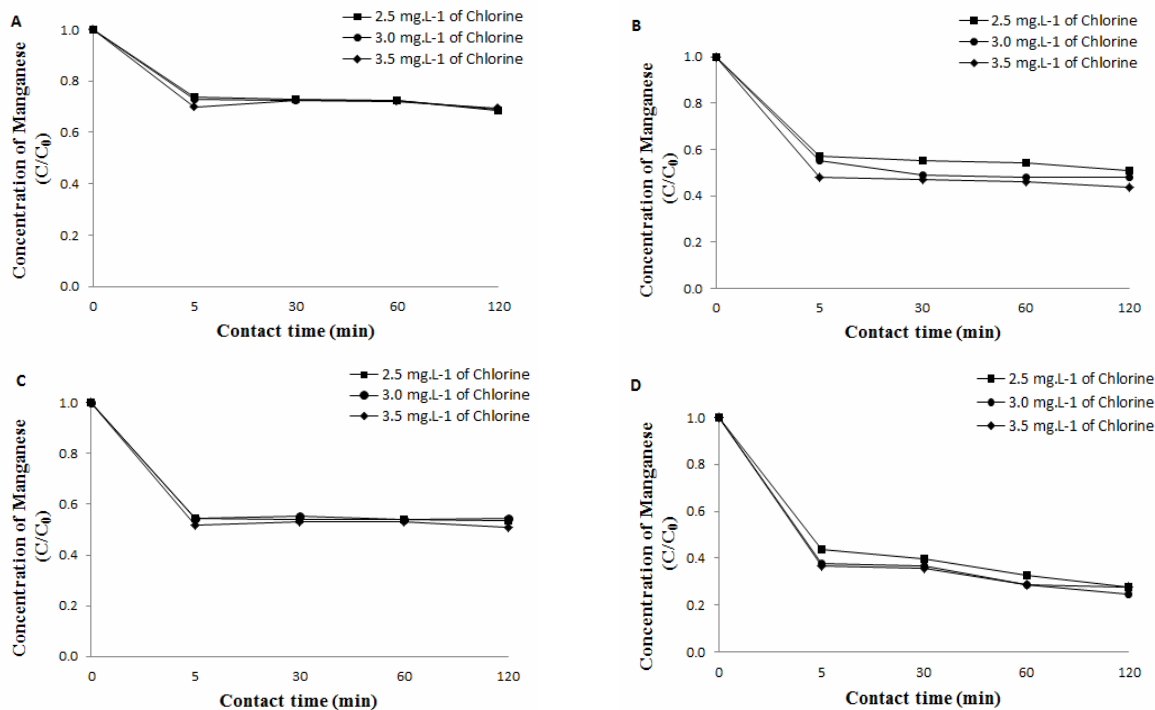 A
2.5 mg.L-1 of Chlorine
3.0 mg.L-1 of Chlorine
3.5 mg.L-1 of Chlorine
Concentration of Manganese
(C/C₀)
1.0
0.8
0.6
0.4
0.2
0.0
0 5 30 60 120
Contact time (min)
B
2.5 mg.L-1 of Chlorine
3.0 mg.L-1 of Chlorine
3.5 mg.L-1 of Chlorine
Concentration of Manganese
(C/C₀)
1.0
0.8
0.6
0.4
0.2
0.0
0 5 30 60 120
Contact time (min)
C
2.5 mg.L-1 of Chlorine
3.0 mg.L-1 of Chlorine
3.5 mg.L-1 of Chlorine
Concentration of Manganese
(C/C₀)
1.0
0.8
0.6
0.4
0.2
0.0
0 5 30 60 120
Contact time (min)
D
2.5 mg.L-1 of Chlorine
3.0 mg.L-1 of Chlorine
3.5 mg.L-1 of Chlorine
Concentration of Manganese
(C/C₀)
1.0
0.8
0.6
0.4
0.2
0.0
0 5 30 60 120
Contact time (min)